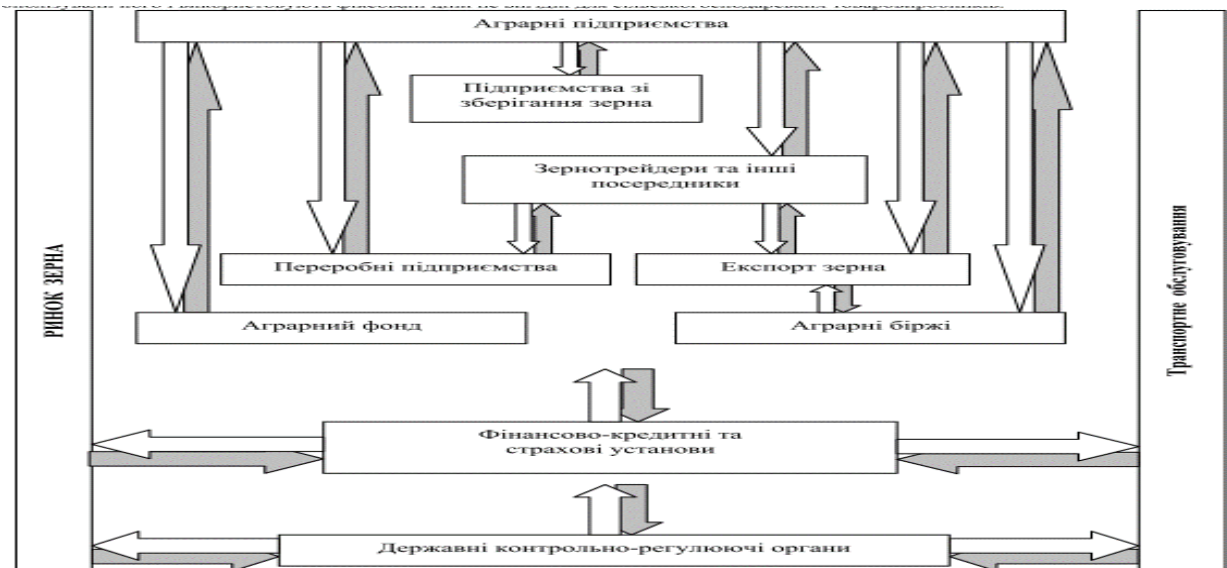 Аграрні підприємства
Підприємства зі
зберігання зерна
Зернотрейдери та інші
посередники
Переробні підприємства
Експорт зерна
Аграрний фонд
Аграрні біржі
РИНОК ЗЕРНА
Транспортне обслуговування
Фінансово-кредитні та
страхові установи
Державні контрольно-регулюючі органи